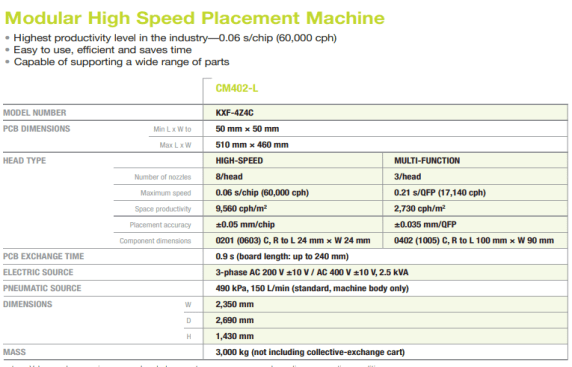 Modular High Speed Placement Machine
• Highest productivity level in the industry—0.06 s/chip (60,000 cph)
• Easy to use, efficient and saves time
• Capable of supporting a wide range of parts
CM402-L
MODEL NUMBER KXF-4Z4C
PCB DIMENSIONS Min L x W to 50 mm × 50 mm
Max L x W 510 mm × 460 mm
HEAD TYPE HIGH-SPEED MULTI-FUNCTION
Number of nozzles 8/head 3/head
Maximum speed 0.06 s/chip (60,000 cph) 0.21 s/QFP (17,140 cph)
Space productivity 9,560 cph/m² 2,730 cph/m²
Placement accuracy ±0.05 mm/chip ±0.035 mm/QFP
Component dimensions 0201 (0603) C, R to L 24 mm × W 24 mm 0402 (1005) C, R to L 100 mm × W 90 mm
PCB EXCHANGE TIME 0.9 s (board length: up to 240 mm)
ELECTRIC SOURCE 3-phase AC 200 V ±10 V / AC 400 V ±10 V, 2.5 kVA
PNEUMATIC SOURCE 490 kPa, 150 L/min (standard, machine body only)
DIMENSIONS W 2,350 mm
D 2,690 mm
H 1,430 mm
MASS 3,000 kg (not including collective-exchange cart)